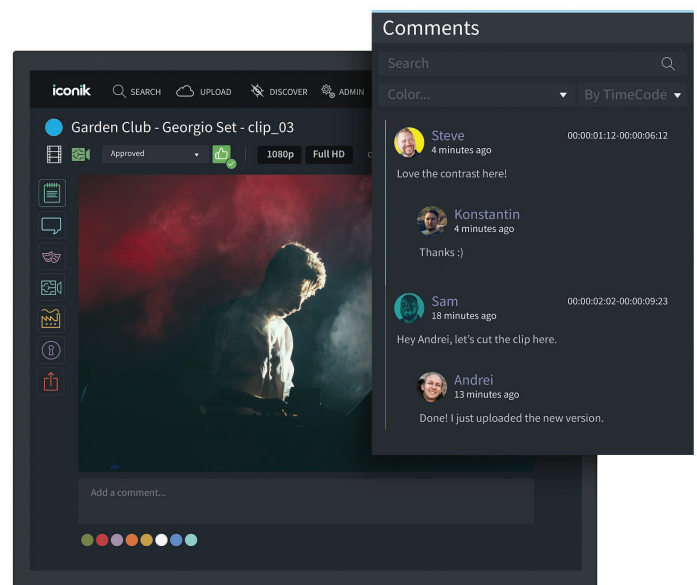 Comments
Search
Color...
By TimeCode
Steve
00:00:01:12-00:00:06:12
4 minutes ago
Love the contrast here!
Konstantin
4 minutes ago
Thanks :)
Sam
00:00:02:02-00:00:09:23
18 minutes ago
Hey Andrei, let's cut the clip here.
Andrei
13 minutes ago
Done! I just uploaded the new version.
iconik SEARCH UPLOAD DISCOVER ADMIN
Garden Club - Georgio Set - clip_03
Approved 1080p Full HD
Add a comment...